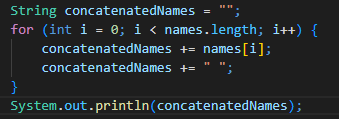 String concatenatedNames = "";
for (int i = 0; i < names.length; i++) {
    concatenatedNames += names[i];
    concatenatedNames += " ";
}
System.out.println(concatenatedNames);